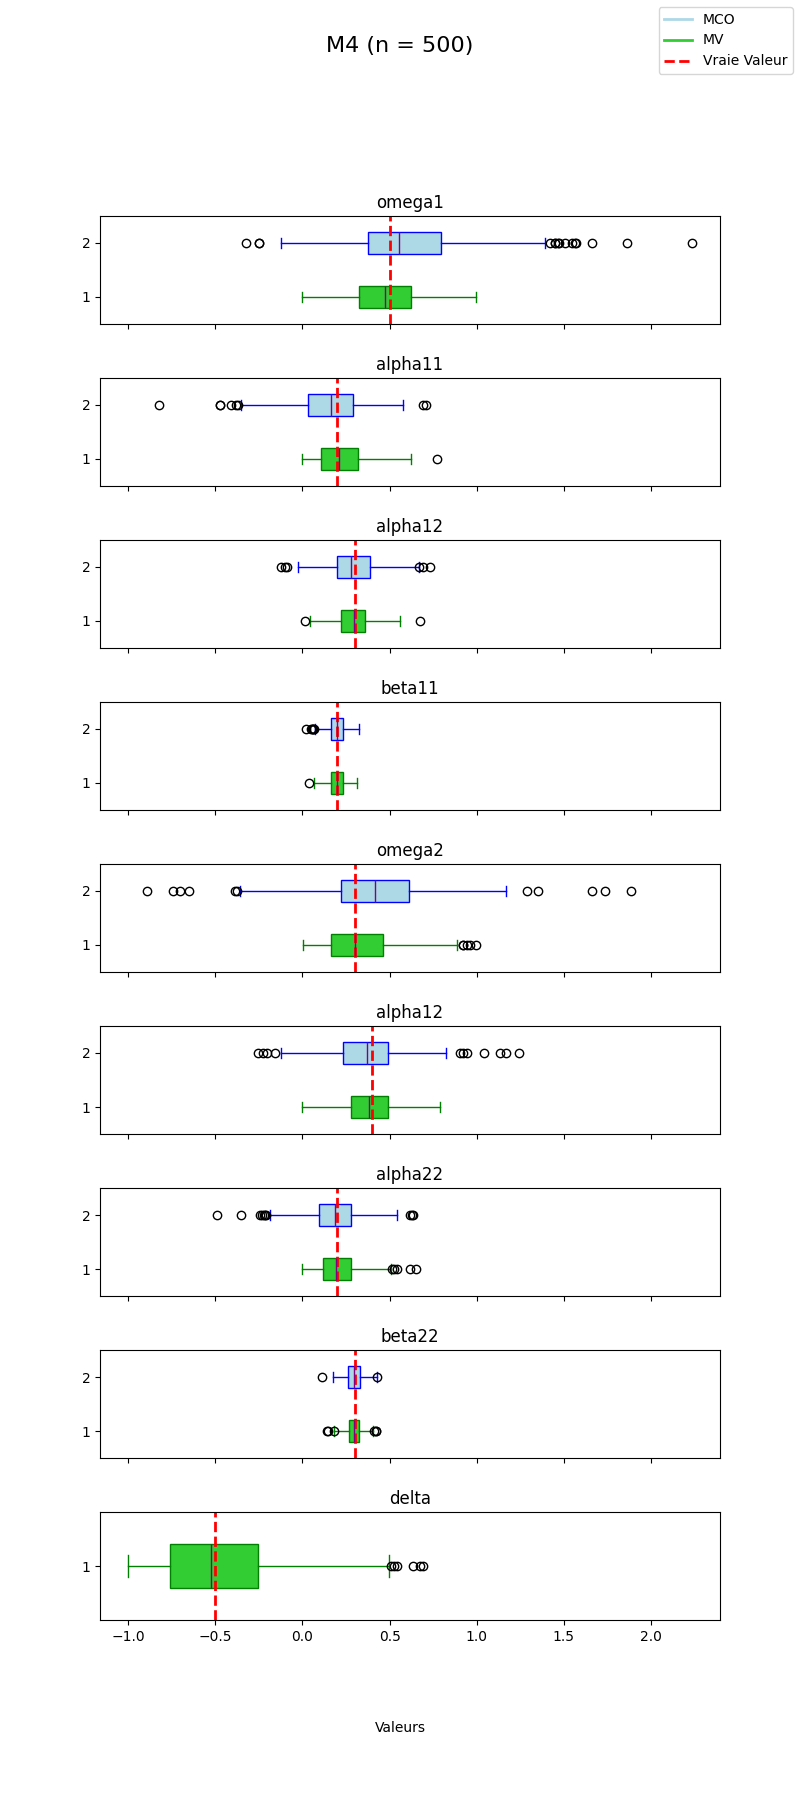 M4 (n = 500)
MCO
MV
Vraie Valeur
omega1
2
1
alpha11
2
1
alpha12
2
1
beta11
2
1
omega2
2
1
alpha12
2
1
alpha22
2
1
beta22
2
1
delta
1
−1.0 −0.5 0.0 0.5 1.0 1.5 2.0
Valeurs